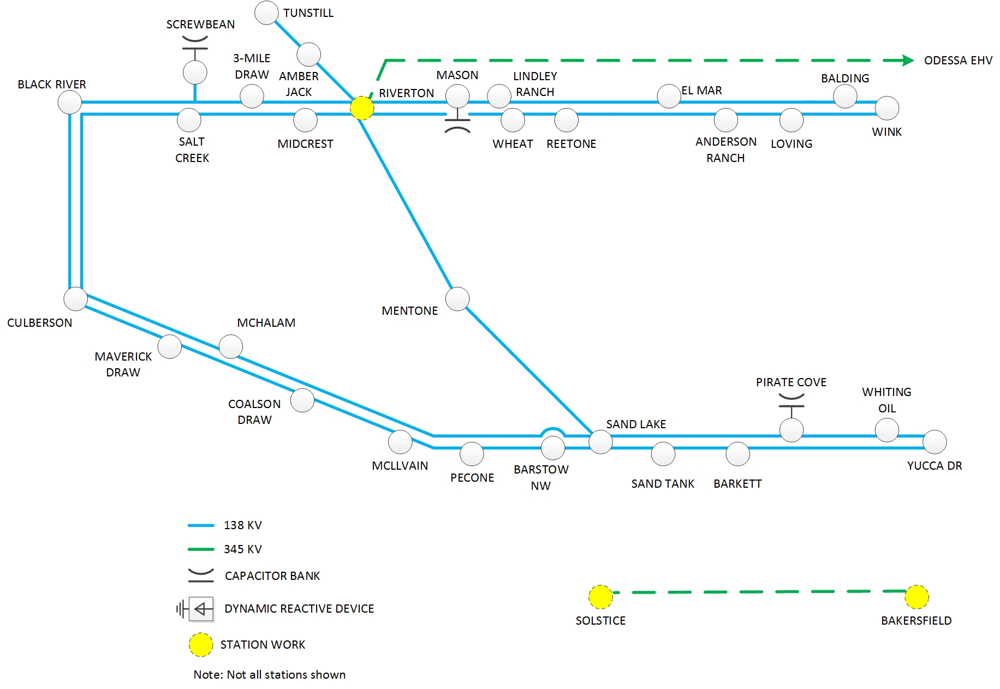 TUNSTILL
SCREWBEAN
3-MILE
DRAW
AMBER
JACK
ODESSA EHV
BLACK RIVER
RIVERTON
MASON
LINDLEY
RANCH
EL MAR
BALDING
WINK
SALT
CREEK
MIDCREST
WHEAT
REETONE
ANDERSON
RANCH
LOVING
MENTONE
CULBERSON
MCHALAM
MAVERICK
DRAW
COALSON
DRAW
MCLLVAIN
PECONE
BARSTOW
NW
SAND LAKE
SAND TANK
BARKETT
PIRATE COVE
WHITING
OIL
YUCCA DR
138 KV
345 KV
CAPACITOR BANK
DYNAMIC REACTIVE DEVICE
STATION WORK
Note: Not all stations shown
SOLSTICE
BAKERSFIELD